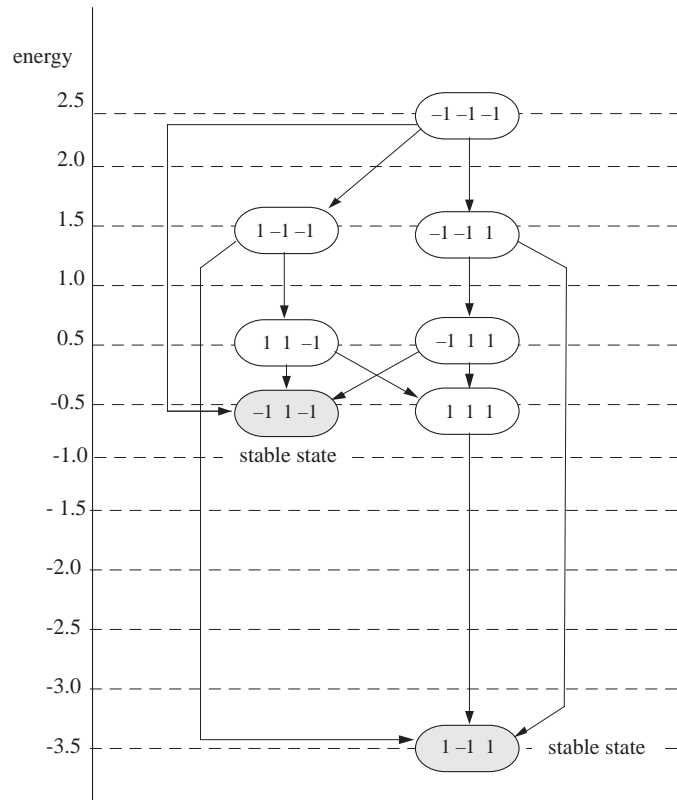 energy
2.5
–1 –1 –1
2.0
1.5
1 –1 –1
–1 –1 1
1.0
0.5
1 1 –1
–1 1 1
-0.5
–1 1 –1
1 1 1
-1.0
stable state
- 1.5
-2.0
-2.5
-3.0
-3.5
1 –1 1
stable state